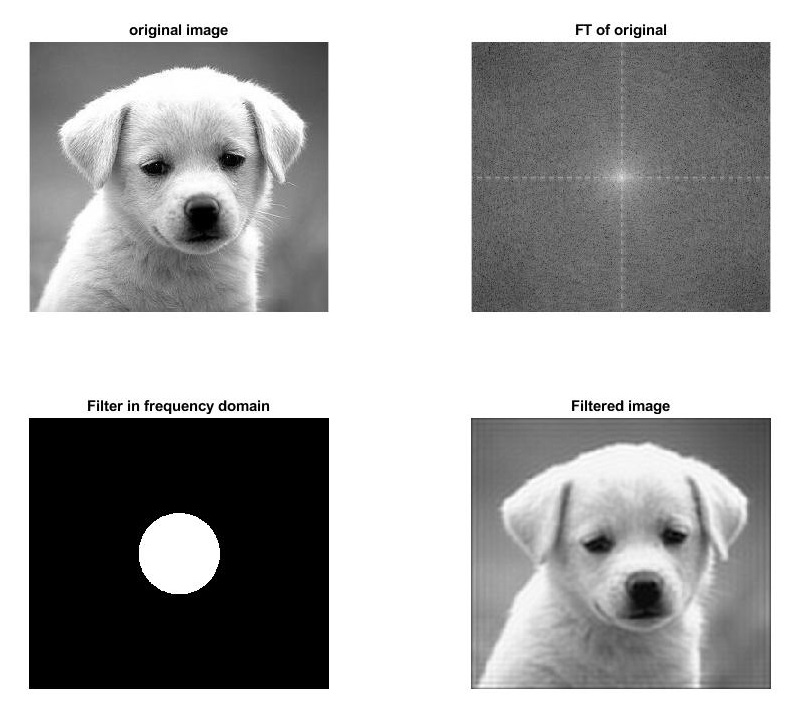 original image
FT of original
Filter in frequency domain
Filtered image